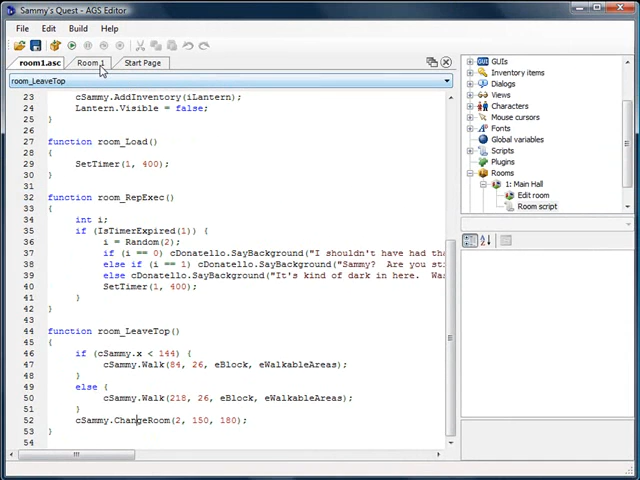 Sammy's Quest - AGS Editor
File Edit Build Help
room1.asc Room 1 Start Page
room_LeaveTop
23 cSammy.AddInventory(iLantern);
24 Lantern.Visible = false;
25 }
26
27 function room_Load()
28 {
29 SetTimer(1, 400);
30 }
31
32 function room_RepExec()
33 {
34 int i;
35 if (IsTimerExpired(1)) {
36 i = Random(2);
37 if (i == 0) cDonatello.SayBackground("I shouldn't have had tha
38 else if (i == 1) cDonatello.SayBackground("Sammy? Are you sti
39 else cDonatello.SayBackground("It's kind of dark in here. Wa
40 SetTimer(1, 400);
41 }
42 }
43
44 function room_LeaveTop()
45 {
46 if (cSammy.x < 144) {
47 cSammy.Walk(84, 26, eBlock, eWalkableAreas);
48 }
49 else {
50 cSammy.Walk(218, 26, eBlock, eWalkableAreas);
51 }
52 cSammy.ChangeRoom(2, 150, 180);
53 }
54
GUIs
Inventory items
Dialogs
Views
Characters
Mouse cursors
Fonts
Global variables
Scripts
Plugins
Rooms
1: Main Hall
Edit room
Room script